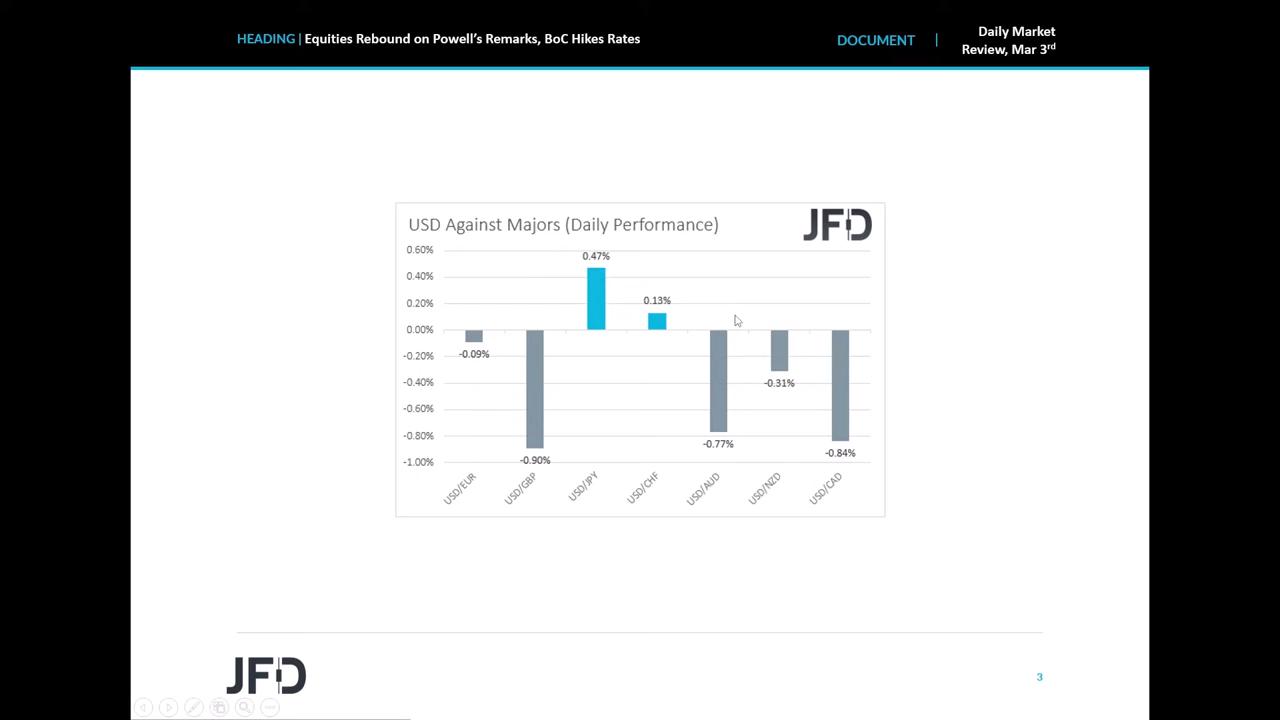 HEADING | Equities Rebound on Powell's Remarks, BoC Hikes Rates
DOCUMENT | Daily Market
Review, Mar 3rd
USD Against Majors (Daily Performance)
JFD
0.60%
0.40%
0.20%
0.00%
-0.20%
-0.40%
-0.60%
-0.80%
-1.00%
-0.09%
-0.90%
0.47%
0.13%
-0.77%
-0.31%
-0.84%
USD/EUR
USD/GBP
USD/JPY
USD/CHF
USD/AUD
USD/NZD
USD/CAD
JFD
3